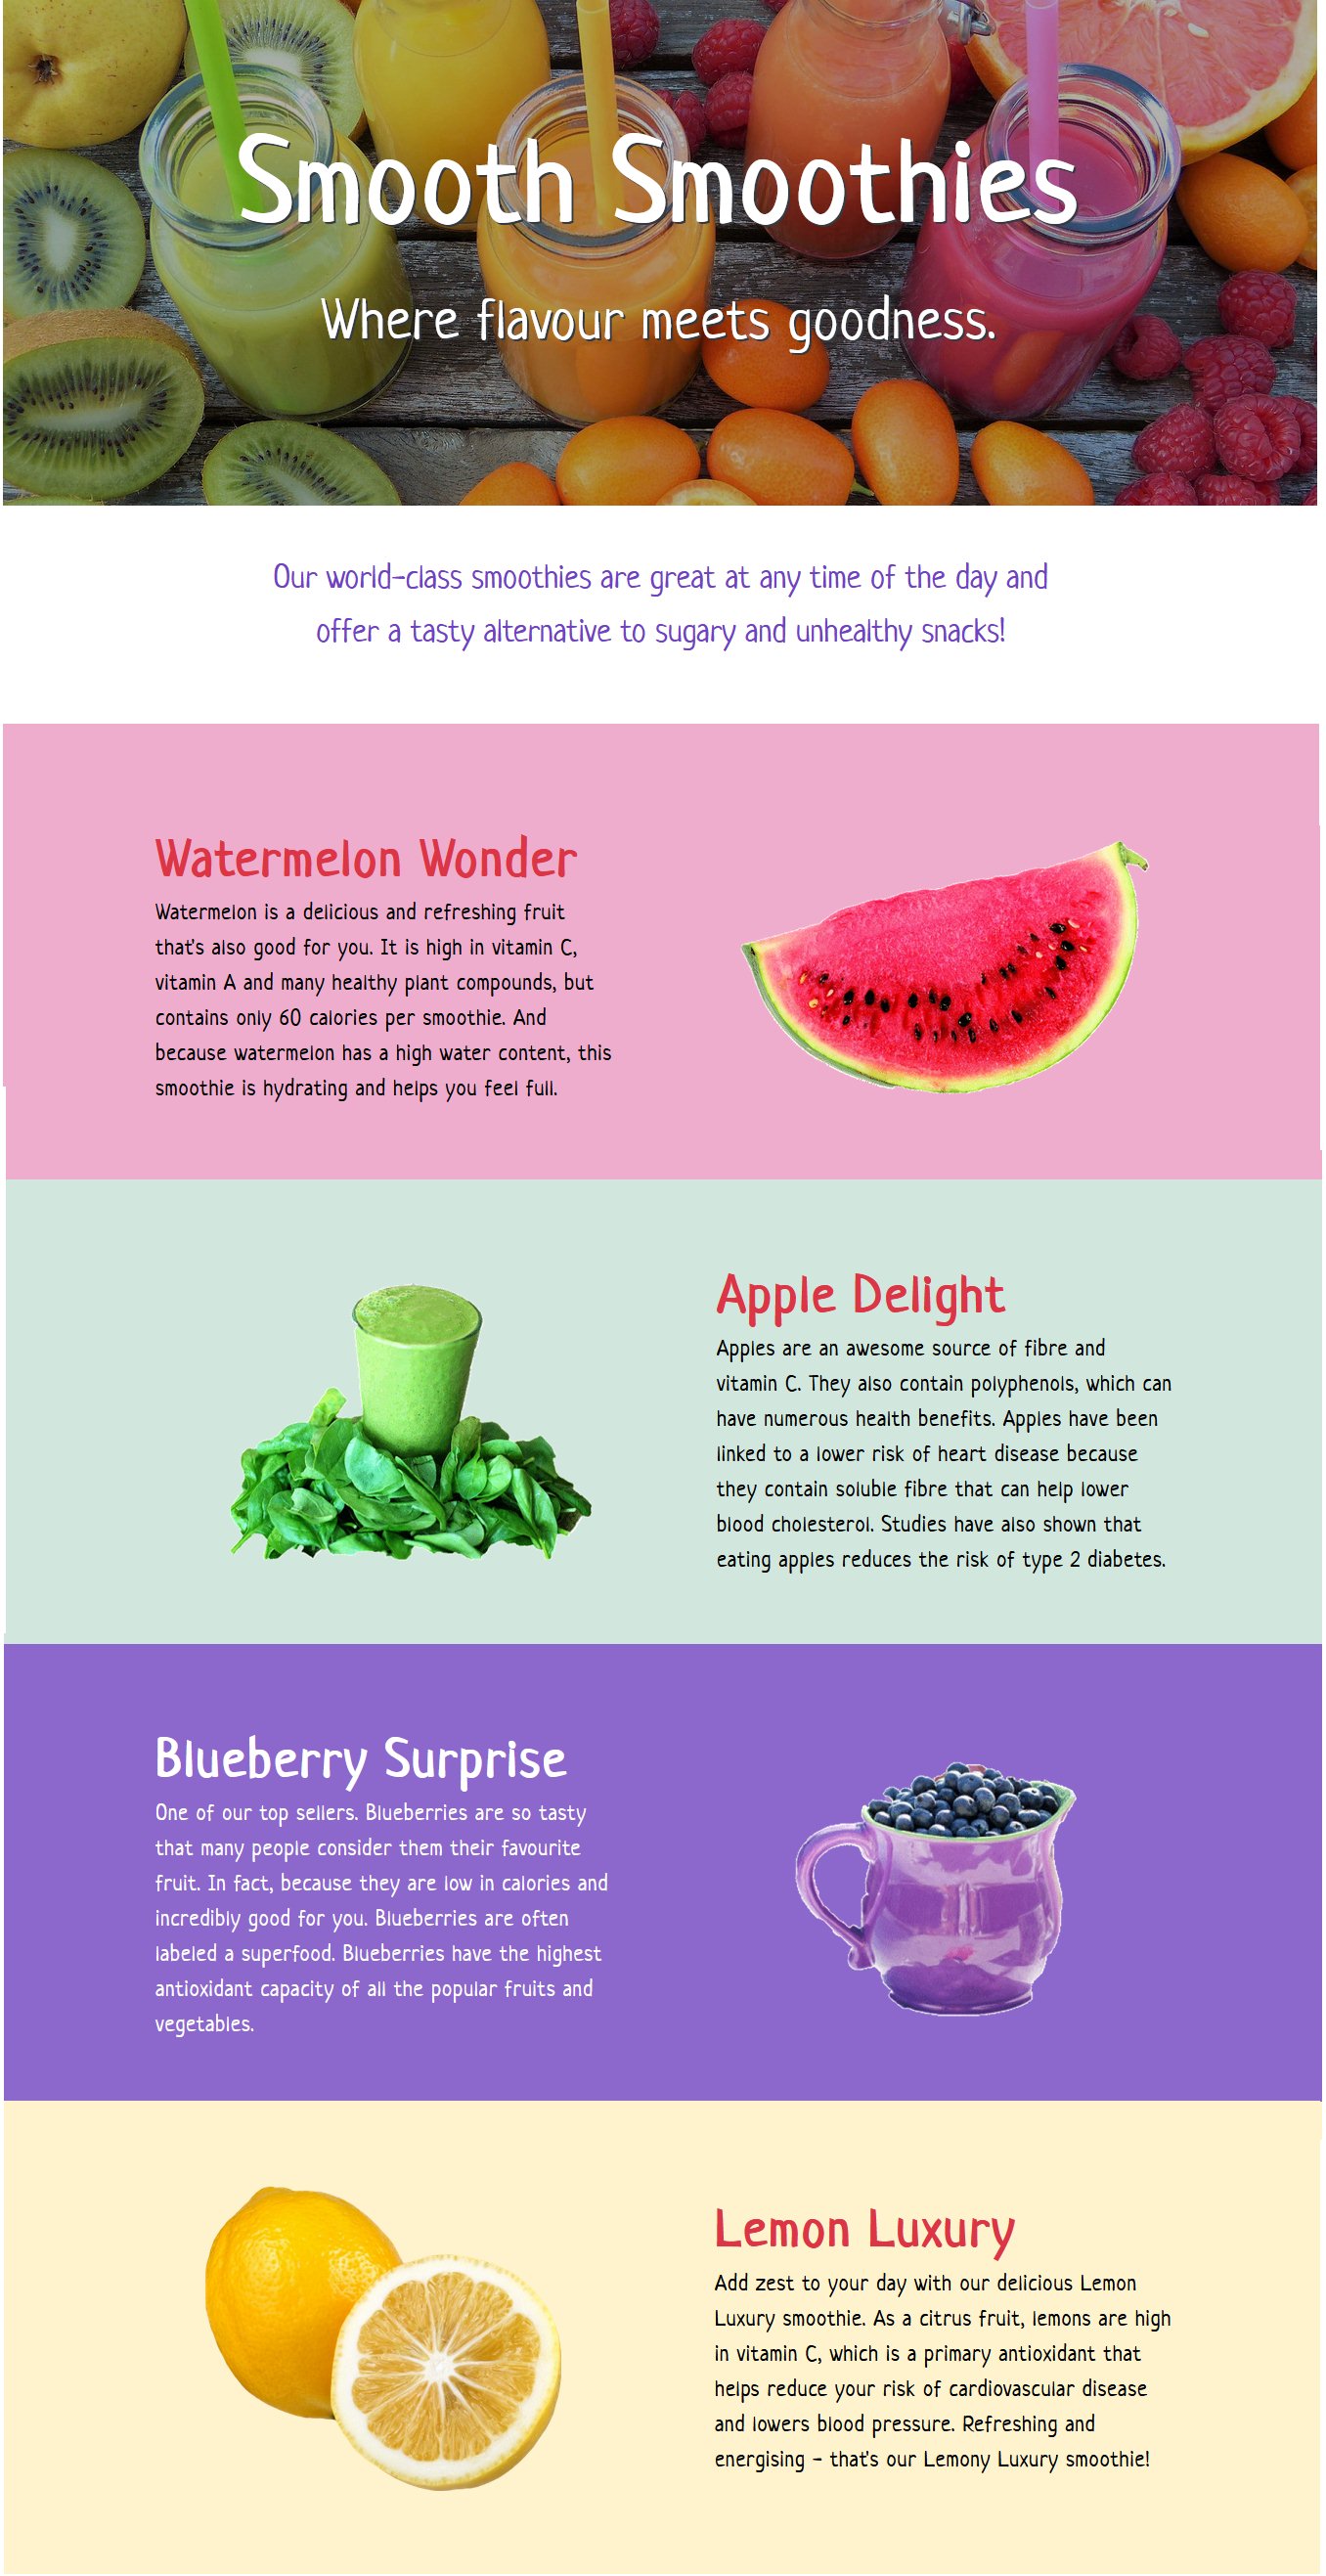 Smooth Smoothies
Where flavour meets goodness.
Our world-class smoothies are great at any time of the day and
offer a tasty alternative to sugary and unhealthy snacks!
Watermelon Wonder
Watermelon is a delicious and refreshing fruit
that's also good for you. It is high in vitamin C,
vitamin A and many healthy plant compounds, but
contains only 60 calories per smoothie. And
because watermelon has a high water content, this
smoothie is hydrating and helps you feel full.
Apple Delight
Apples are an awesome source of fibre and
vitamin C. They also contain polyphenols, which can
have numerous health benefits. Apples have been
linked to a lower risk of heart disease because
they contain soluble fibre that can help lower
blood cholesterol. Studies have also shown that
eating apples reduces the risk of type 2 diabetes.
Blueberry Surprise
One of our top sellers. Blueberries are so tasty
that many people consider them their favourite
fruit. In fact, because they are low in calories and
incredibly good for you. Blueberries are often
labeled a superfood. Blueberries have the highest
antioxidant capacity of all the popular fruits and
vegetables.
Lemon Luxury
Add zest to your day with our delicious Lemon
Luxury smoothie. As a citrus fruit, lemons are high
in vitamin C, which is a primary antioxidant that
helps reduce your risk of cardiovascular disease
and lowers blood pressure. Refreshing and
energising - that's our Lemony Luxury smoothie!